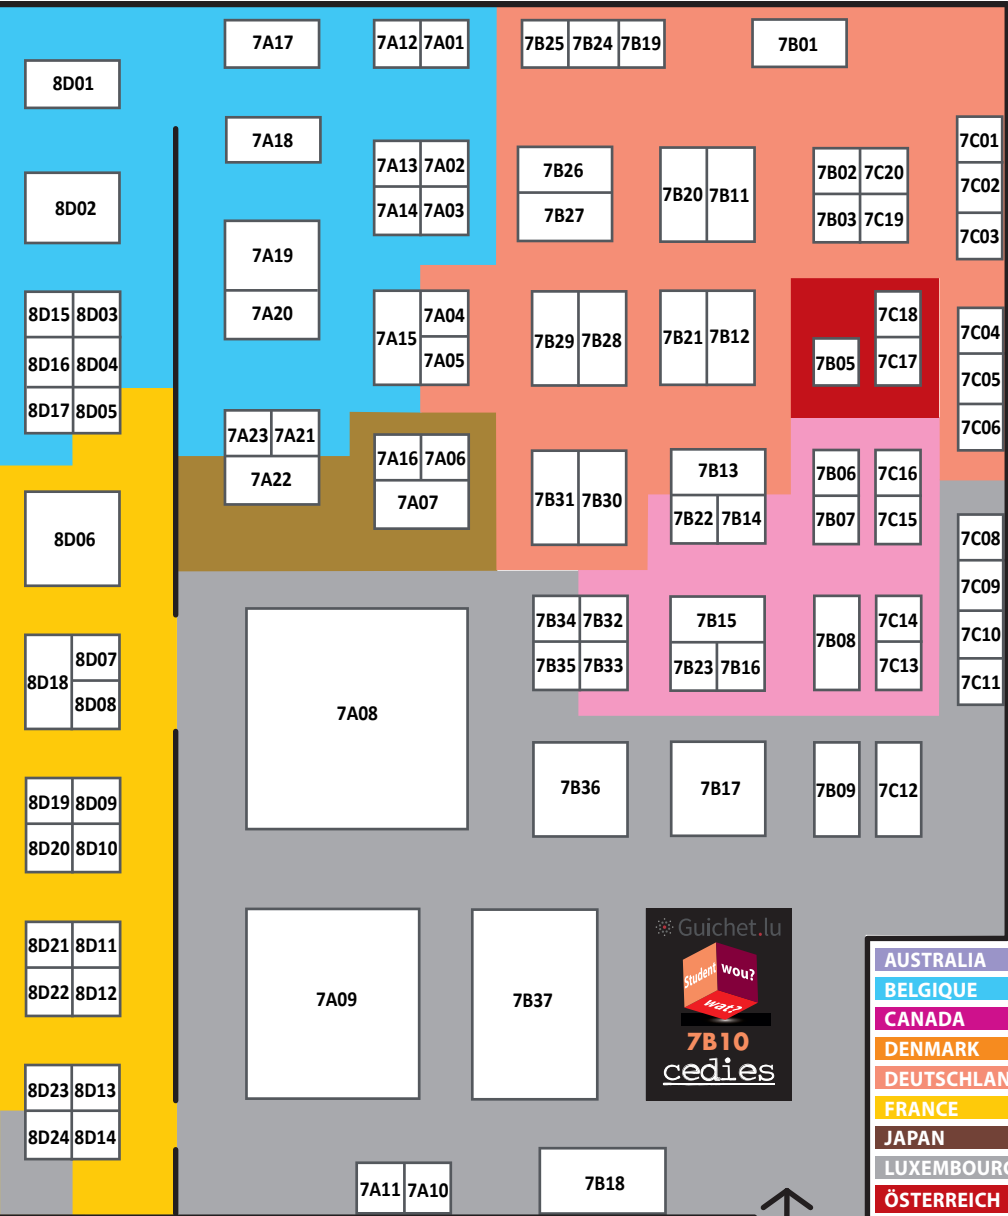 7A17
7A12 7A01
7B25 7B24 7B19
7B01
8D01
7A18
7C01
7A13 7A02
7B26
7B20 7B11
7B02 7C20
7C02
8D02
7A14 7A03
7B27
7B03 7C19
7C03
7A19
7A20
8D15 8D03
7A15
7A04
7A05
7B29 7B28
7B21 7B12
7C18
7B05
7C17
7C04
7C05
7C06
8D16 8D04
8D17 8D05
7A23 7A21
7A22
7A16 7A06
7A07
7B31 7B30
7B13
7B22 7B14
7B06
7C16
7B07
7C15
8D06
7C08
7C09
7C10
7C11
8D18
8D07
8D08
7A08
7B34 7B32
7B35 7B33
7B15
7B23 7B16
7B08
7C14
7C13
8D19 8D09
8D20 8D10
7B36
7B17
7B09
7C12
8D21 8D11
8D22 8D12
7A09
7B37
Guichet.lu
Student wou?
wat?
7B10
cedies
8D23 8D13
8D24 8D14
7A11 7A10
7B18
AUSTRALIA
BELGIQUE
CANADA
DENMARK
DEUTSCHLAN
FRANCE
JAPAN
LUXEMBOURG
ÖSTERREICH